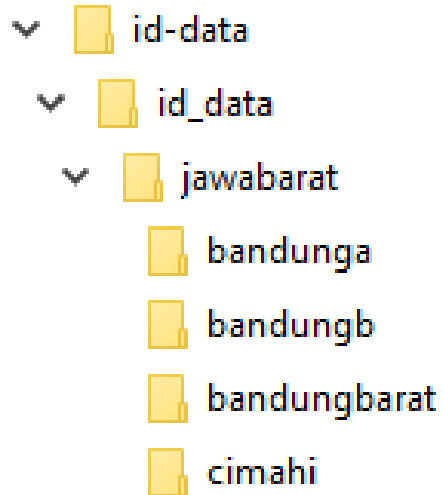 id-data
id_data
jawabarat
bandunga
bandungb
bandungbarat
cimahi